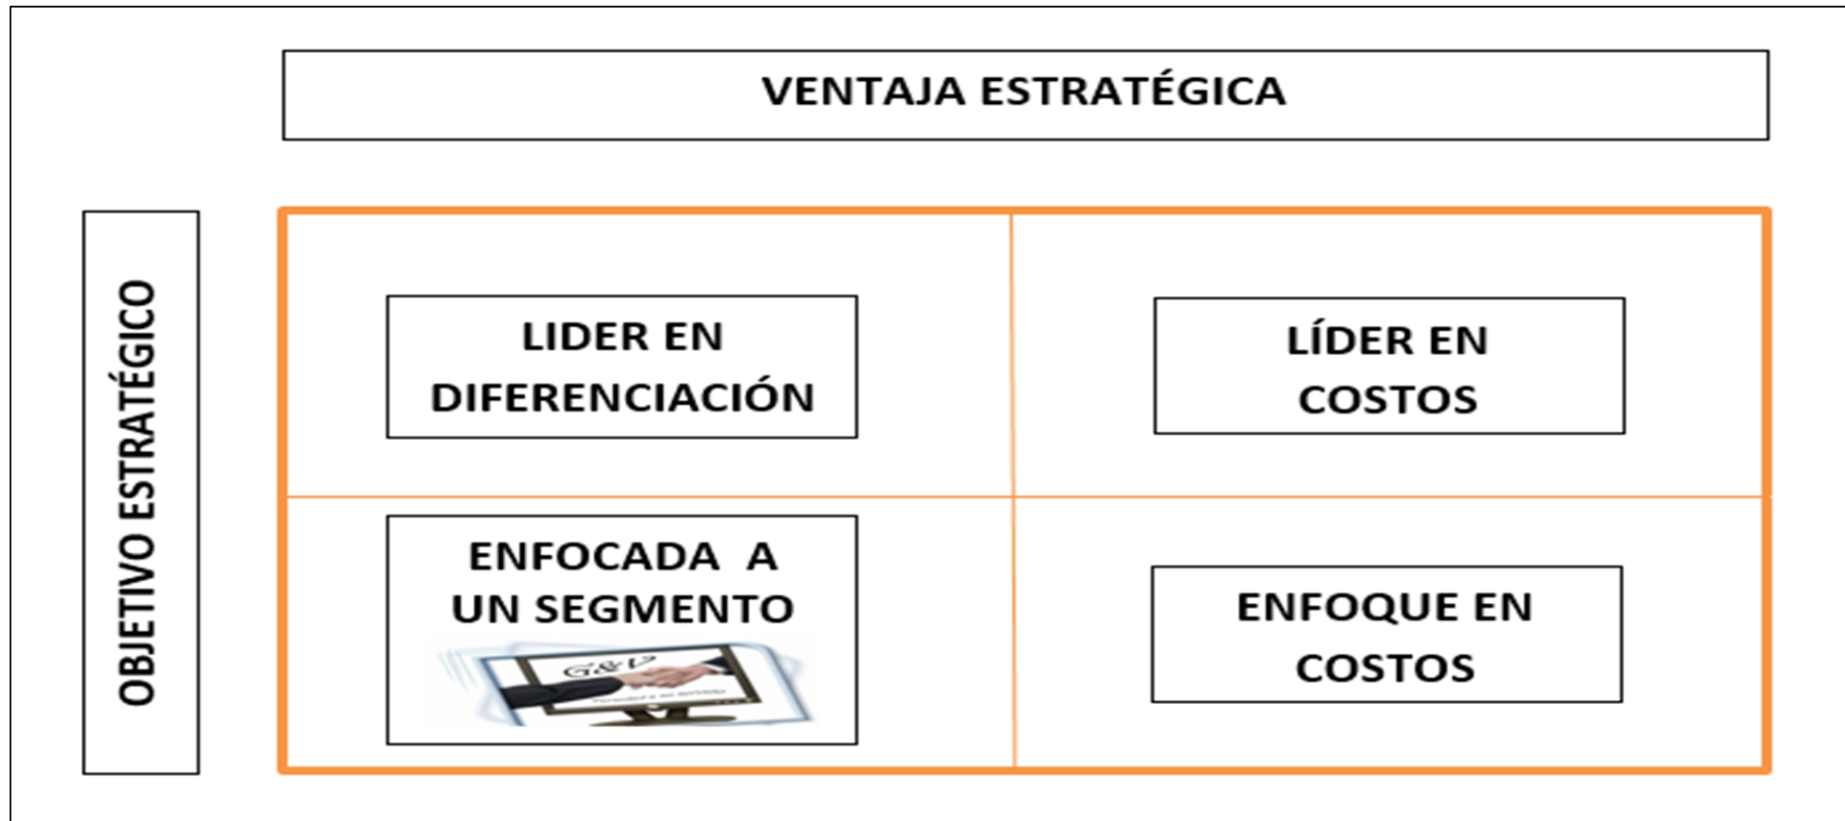 VENTAJA ESTRATÉGICA
OBJETIVO ESTRATÉGICO
LIDER EN
DIFERENCIACIÓN
LÍDER EN
COSTOS
ENFOCADA A
UN SEGMENTO
G&V
ENFOQUE EN
COSTOS